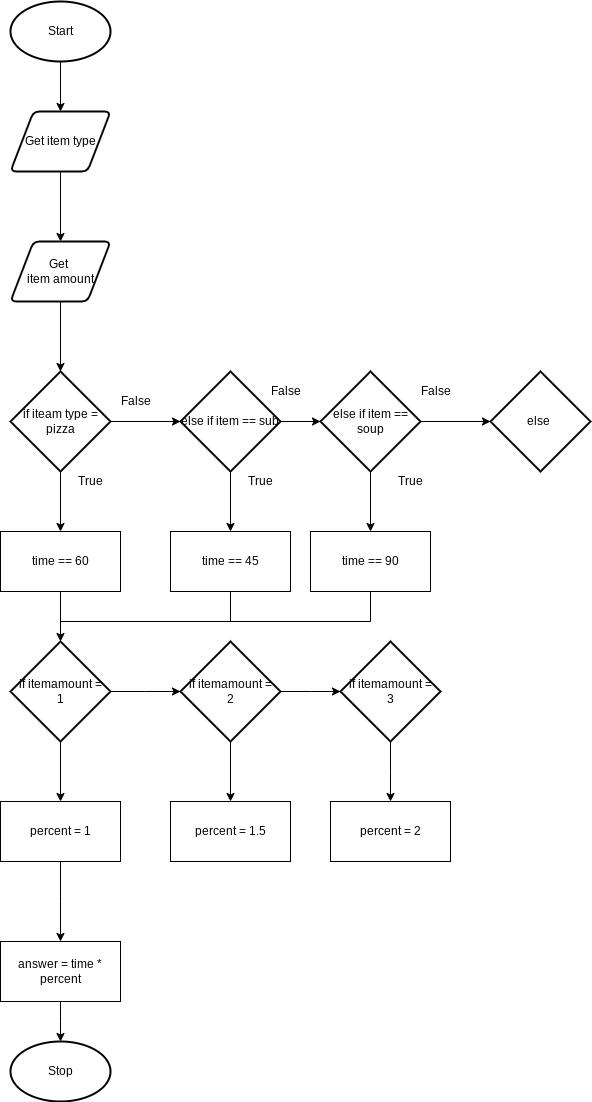 Start
Get item type
Get
item amount
if iteam type =
pizza
False
else if item == sub
False
else if item ==
soup
False
else
True
True
True
time == 60
time == 45
time == 90
if itemamount =
1
if itemamount =
2
if itemamount =
3
percent = 1
percent = 1.5
percent = 2
answer = time *
percent
Stop